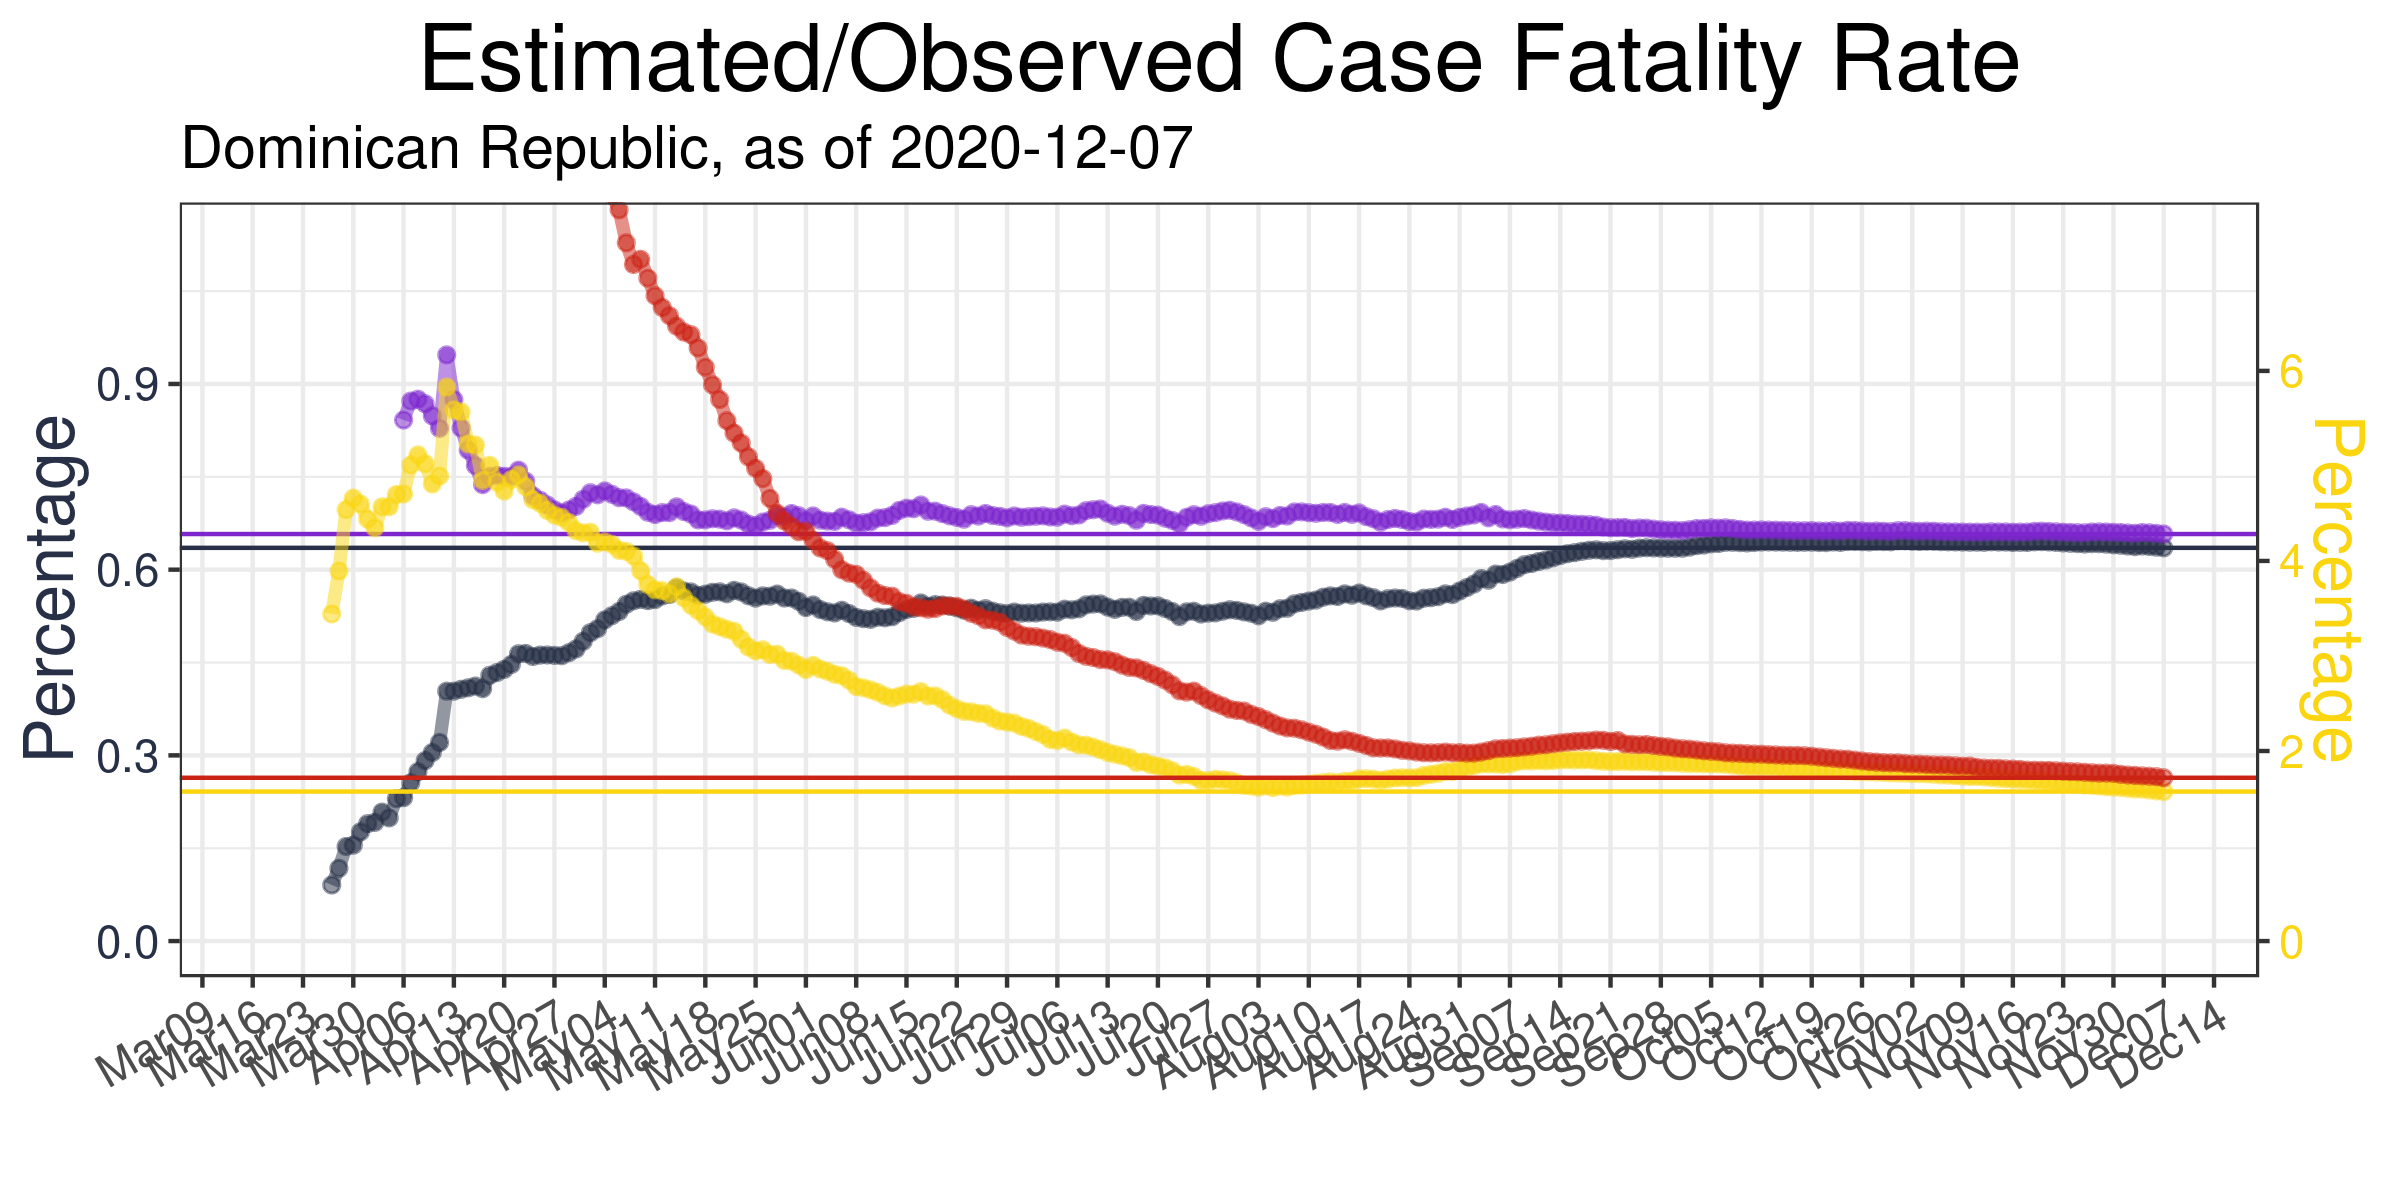 Estimated/Observed Case Fatality Rate
Dominican Republic, as of 2020-12-07
Percentage
0.9
0.6
0.3
0.0
6
4
2
0
Percentage
Mar09
Mar16
Mar23
Mar30
Apr06
Apr13
Apr20
Apr27
May04
May11
May18
May25
Jun01
Jun08
Jun15
Jun22
Jun29
Jul06
Jul13
Jul20
Jul27
Aug03
Aug10
Aug17
Aug24
Aug31
Sep07
Sep14
Sep21
Sep28
Oct05
Oct12
Oct19
Oct26
Nov02
Nov09
Nov16
Nov23
Nov30
Dec07
Dec14